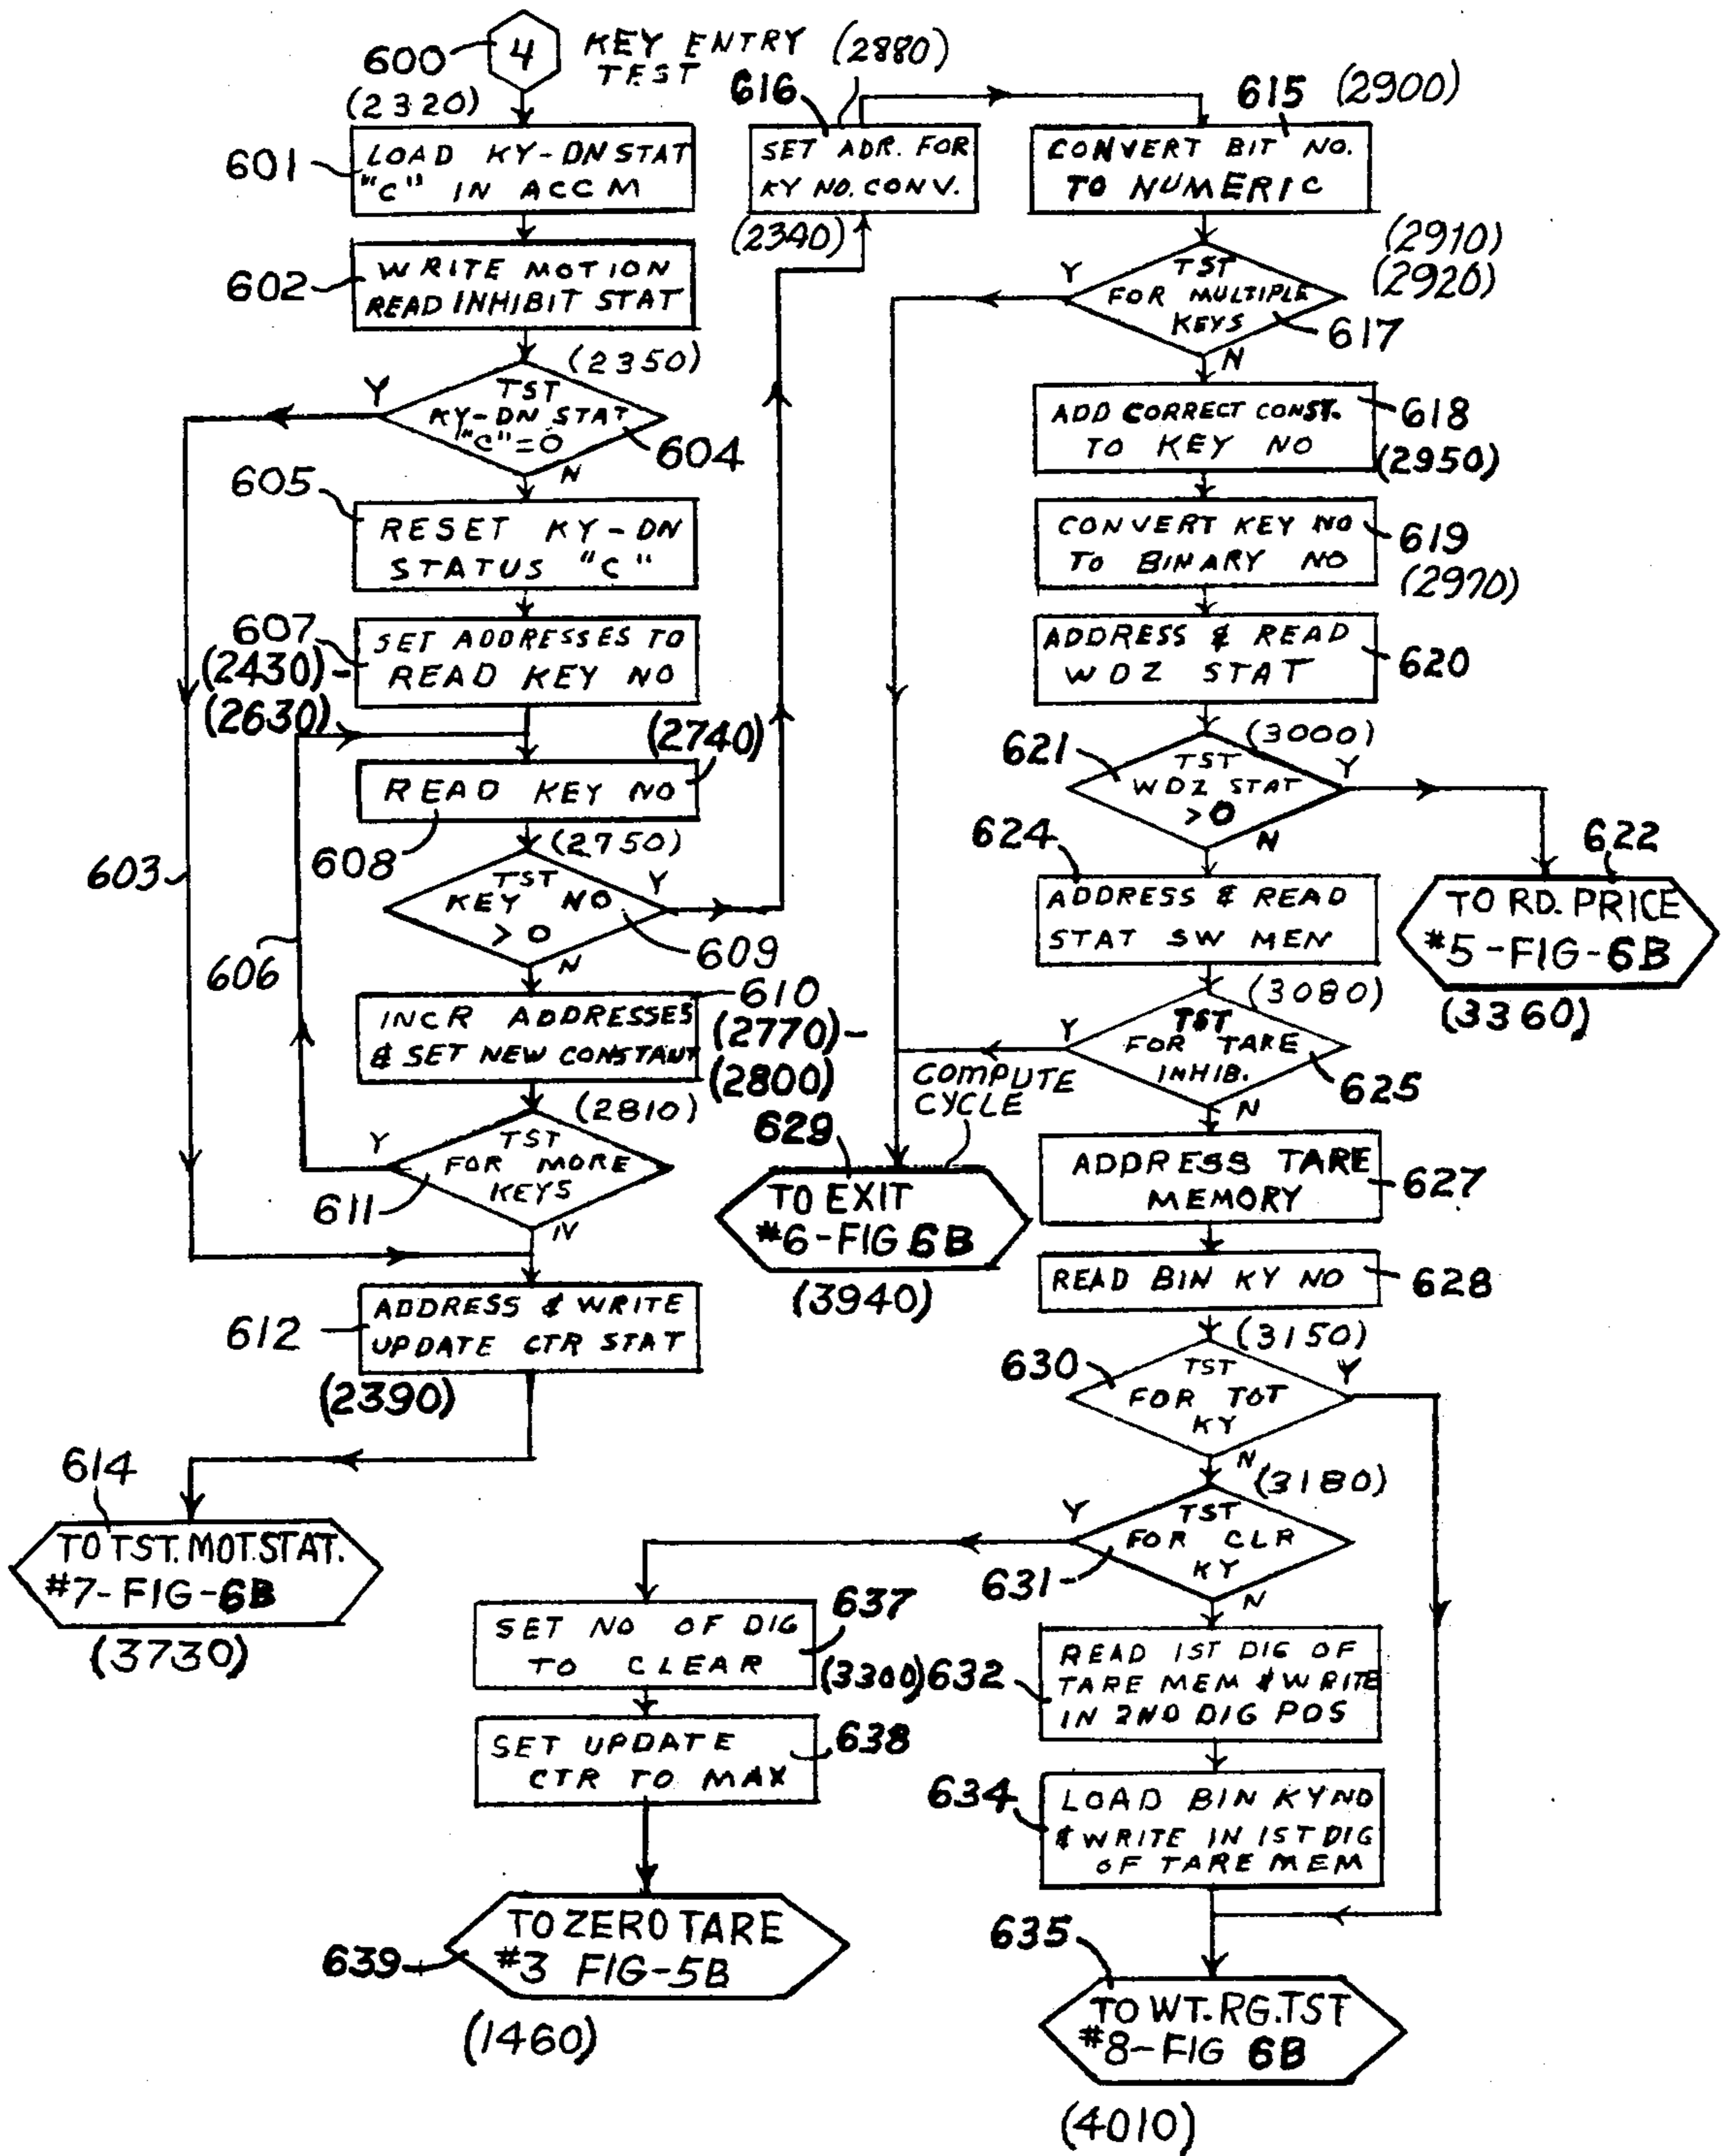 600
4
KEY ENTRY
TEST
(2320)
601
LOAD KY-DN STAT
"C" IN ACCM
602
WRITE MOTION
READ INHIBIT STAT
(2350)
Y
TST
KY-DN STAT
"C"=0
604
N
605
RESET KY-DN
STATUS "C"
607
(2430)-
(2630)
SET ADDRESSES TO
READ KEY NO
(2740)
READ KEY NO
608
(2750)
603
TST
KEY NO
> 0
Y
609
N
606
610
(2770)-
(2800)
INCR ADDRESSES
& SET NEW CONSTANT
(2810)
Y
TST
FOR MORE
KEYS
611
N
612
ADDRESS & WRITE
UPDATE CTR STAT
(2390)
614
TO TST. MOT. STAT.
#7-FIG-6B
(3730)
(2880)
616
SET ADR. FOR
KY NO. CONV.
(2340)
615 (2900)
CONVERT BIT NO.
TO NUMERIC
(2910)
(2920)
Y
TST
FOR MULTIPLE
KEYS
617
N
ADD CORRECT CONST.
TO KEY NO
618
(2950)
CONVERT KEY NO
TO BINARY NO
619
(2970)
ADDRESS & READ
WDZ STAT
620
(3000)
621
TST
WDZ STAT
> 0
Y
N
622
TO RD. PRICE
#5-FIG-6B
(3360)
624
ADDRESS & READ
STAT SW MEN
(3080)
Y
TST
FOR TAKE
INHIB.
625
N
COMPUTE
CYCLE
629
TO EXIT
#6-FIG 6B
(3940)
ADDRESS TARE
MEMORY
627
READ BIN KY NO
628
(3150)
630
TST
FOR TOT
KY
Y
N
(3180)
Y
TST
FOR CLR
KY
631
N
637
SET NO OF DIG
TO CLEAR
(3300)
SET UPDATE
CTR TO MAX
638
639
TO ZERO TARE
#3 FIG-5B
(1460)
632
READ 1ST DIG OF
TARE MEM & WRITE
IN 2ND DIG POS
634
LOAD BIN KY NO
& WRITE IN 1ST DIG
OF TARE MEM
635
TO WT. RG. TST
#8-FIG 6B
(4010)